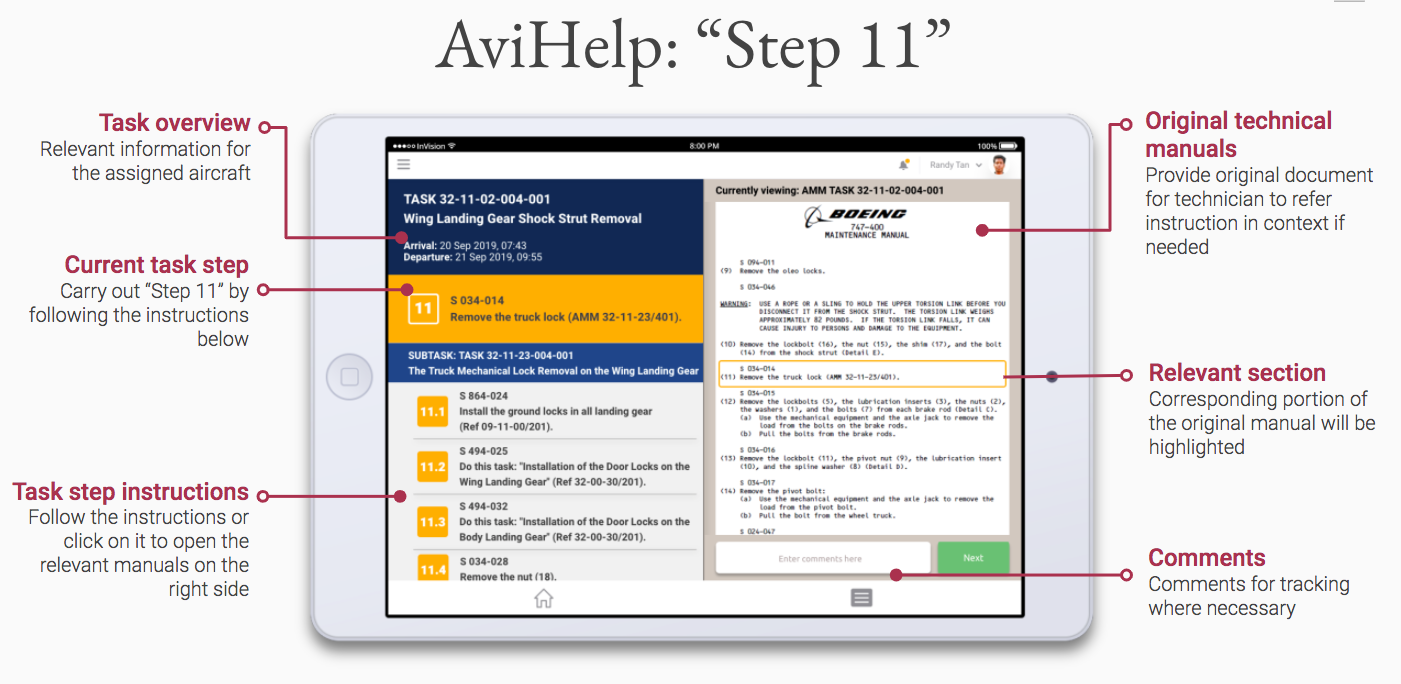 AviHelp: “Step 11”
Task overview
Relevant information for
the assigned aircraft
Current task step
Carry out “Step 11” by
following the instructions
below
Task step instructions
Follow the instructions or
click on it to open the
relevant manuals on the
right side
InVision
8:00 PM
100%
Randy Tan
TASK 32-11-02-004-001
Wing Landing Gear Shock Strut Removal
Arrival: 20 Sep 2019, 07:43
Departure: 21 Sep 2019, 09:55
11
S 034-014
Remove the truck lock (AMM 32-11-23/401).
SUBTASK: TASK 32-11-23-004-001
The Truck Mechanical Lock Removal on the Wing Landing Gear
11.1
S 864-024
Install the ground locks in all landing gear
(Ref 09-11-00/201).
11.2
S 494-025
Do this task: "Installation of the Door Locks on the
Wing Landing Gear" (Ref 32-00-30/201).
11.3
S 494-032
Do this task: "Installation of the Door Locks on the
Body Landing Gear" (Ref 32-00-30/201).
11.4
S 034-028
Remove the nut (18).
Currently viewing: AMM TASK 32-11-02-004-001
BOEING
747-400
MAINTENANCE MANUAL
S 094-011
(9) Remove the oleo locks.
S 034-046
WARNING: USE A ROPE OR A SLING TO HOLD THE UPPER TORSION LINK BEFORE YOU
DISCONNECT IT FROM THE SHOCK STRUT. THE TORSION LINK WEIGHS
APPROXIMATELY 82 POUNDS. IF THE TORSION LINK FALLS, IT CAN
CAUSE INJURY TO PERSONS AND DAMAGE TO THE EQUIPMENT.
(10) Remove the lockbolt (16), the nut (15), the shim (17), and the bolt
(14) from the shock strut (Detail E).
S 034-014
(11) Remove the truck lock (AMM 32-11-23/401).
S 034-015
(12) Remove the lockbolts (5), the lubrication inserts (3), the nuts (2),
the washers (1), and the bolts (7) from each brake rod (Detail C).
(a) Use the mechanical equipment and the axle jack to remove the
load from the bolts on the brake rods.
(b) Pull the bolts from the brake rods.
S 034-016
(13) Remove the lockbolt (11), the pivot nut (9), the lubrication insert
(10), and the spline washer (8) (Detail D).
S 034-017
(14) Remove the pivot bolt:
(a) Use the mechanical equipment and the axle jack to remove the
load from the pivot bolt.
(b) Pull the bolt from the wheel truck.
S 024-047
Enter comments here
Next
Original technical
manuals
Provide original document
for technician to refer
instruction in context if
needed
Relevant section
Corresponding portion of
the original manual will be
highlighted
Comments
Comments for tracking
where necessary